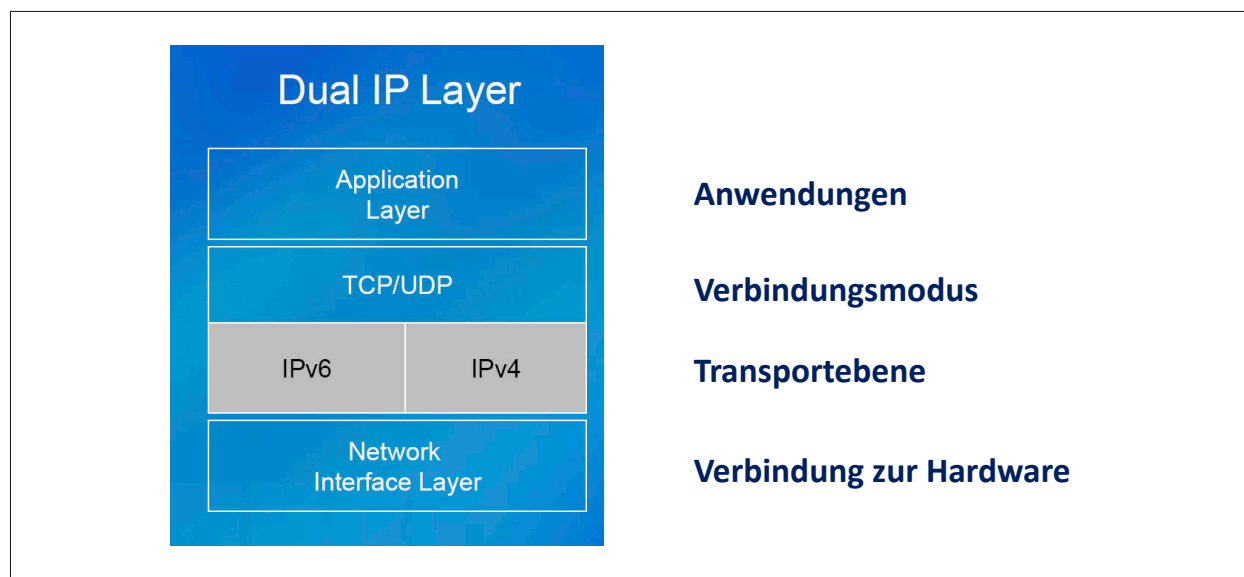 Dual IP Layer
Application
Layer
Anwendungen
TCP/UDP
Verbindungsmodus
IPv6
IPv4
Transportebene
Network
Interface Layer
Verbindung zur Hardware